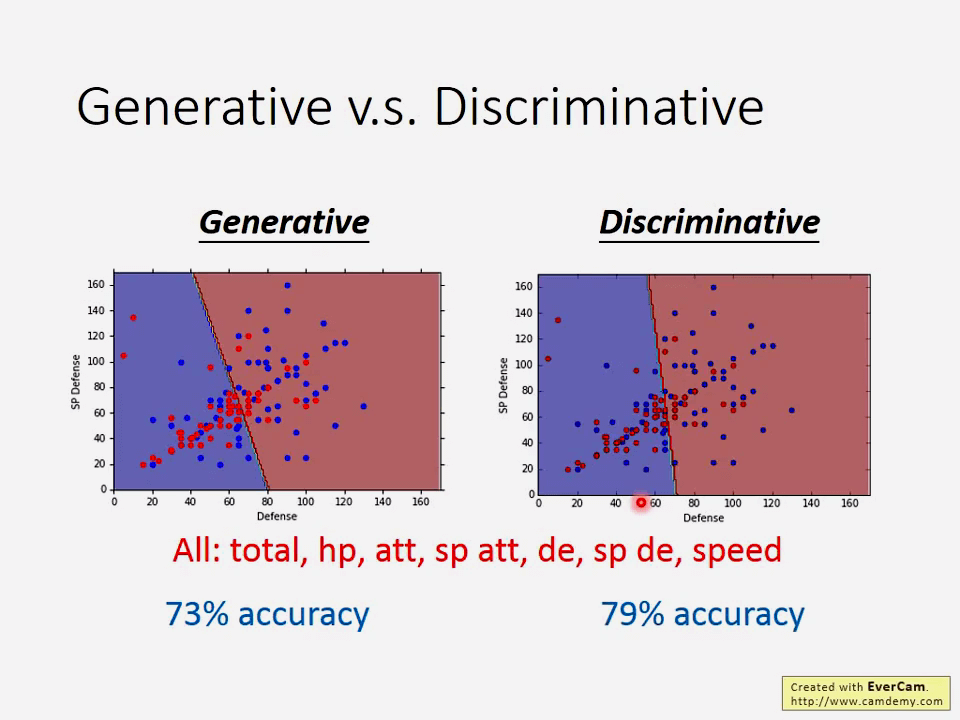 Generative v.s. Discriminative
Generative
Discriminative
160
140
120
100
80
60
40
20
0
SP Defense
0 20 40 60 80 100 120 140 160
Defense
160
140
120
100
80
60
40
20
0
SP Defense
0 20 40 60 80 100 120 140 160
Defense
All: total, hp, att, sp att, de, sp de, speed
73% accuracy
79% accuracy
Created with EverCam.
http://www.camdemy.com